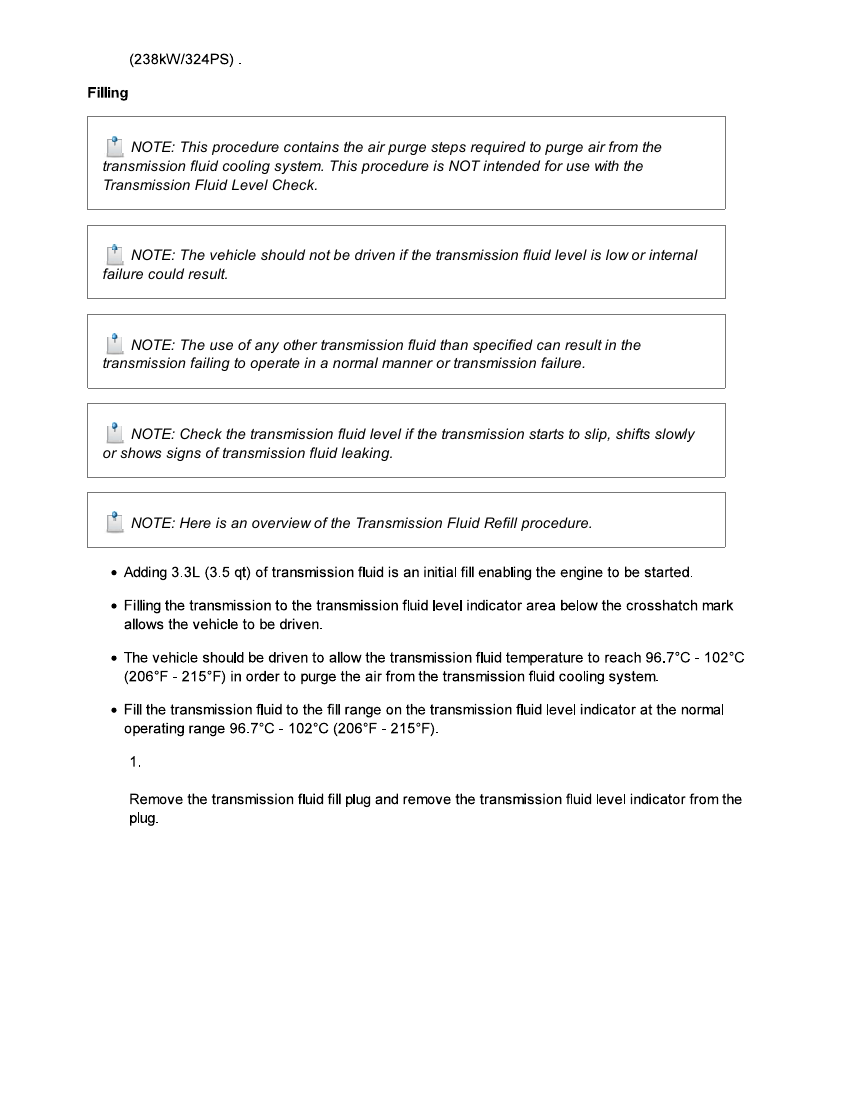 (238kW/324PS) .
Filling
NOTE: This procedure contains the air purge steps required to purge air from the
transmission fluid cooling system. This procedure is NOT intended for use with the
Transmission Fluid Level Check.
NOTE: The vehicle should not be driven if the transmission fluid level is low or internal
failure could result.
NOTE: The use of any other transmission fluid than specified can result in the
transmission failing to operate in a normal manner or transmission failure.
NOTE: Check the transmission fluid level if the transmission starts to slip, shifts slowly
or shows signs of transmission fluid leaking.
NOTE: Here is an overview of the Transmission Fluid Refill procedure.
• Adding 3.3L (3.5 qt) of transmission fluid is an initial fill enabling the engine to be started.
• Filling the transmission to the transmission fluid level indicator area below the crosshatch mark
allows the vehicle to be driven.
• The vehicle should be driven to allow the transmission fluid temperature to reach 96.7°C - 102°C
(206°F - 215°F) in order to purge the air from the transmission fluid cooling system.
• Fill the transmission fluid to the fill range on the transmission fluid level indicator at the normal
operating range 96.7°C - 102°C (206°F - 215°F).
1.
Remove the transmission fluid fill plug and remove the transmission fluid level indicator from the
plug.